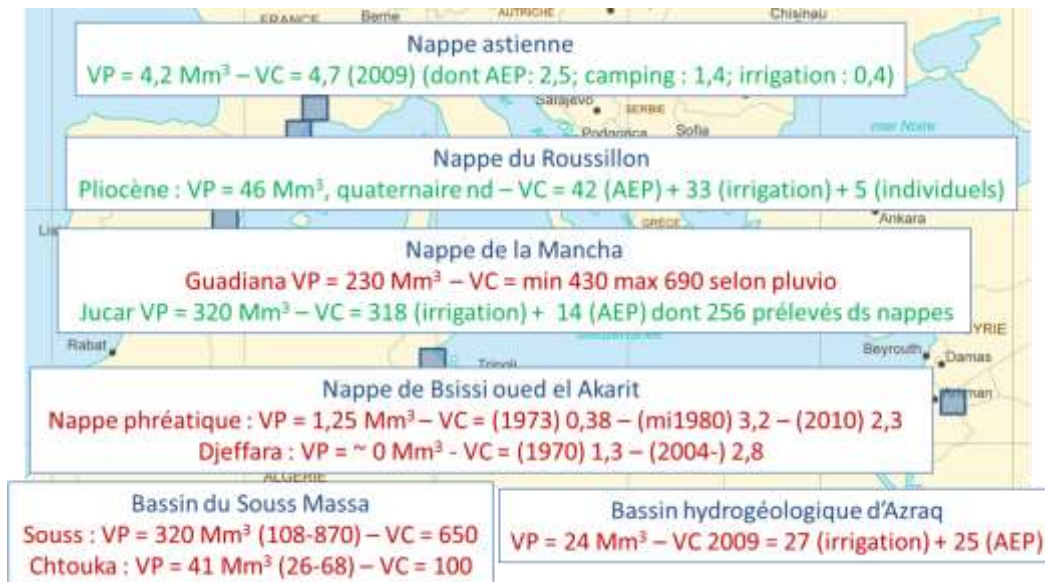 FRANCE
Berne
AUTRICHE
Chisinau
Nappe astienne
VP = 4,2 Mm³ – VC = 4,7 (2009) (dont AEP: 2,5; camping : 1,4; irrigation : 0,4)
Sarajevo
SERBIE
Podgorica
Sofia
mer Noire
Nappe du Roussillon
Pliocène : VP = 46 Mm³, quaternaire nd – VC = 42 (AEP) + 33 (irrigation) + 5 (individuels)
Lis
GRÈCE
Ankara
Nappe de la Mancha
Guadiana VP = 230 Mm³ – VC = min 430 max 690 selon pluvio
Jucar VP = 320 Mm³ – VC = 318 (irrigation) + 14 (AEP) dont 256 prélevés ds nappes
YRIE
Rabat
Beyrouth
Damas
Tripoli
Nappe de Bsissi oued el Akarit
Nappe phréatique : VP = 1,25 Mm³ – VC = (1973) 0,38 – (mi1980) 3,2 – (2010) 2,3
Djeffara : VP = ~ 0 Mm³ - VC = (1970) 1,3 – (2004-) 2,8
ALGÉRIE
Bassin du Souss Massa
Souss : VP = 320 Mm³ (108-870) – VC = 650
Chtouka : VP = 41 Mm³ (26-68) – VC = 100
Bassin hydrogéologique d'Azraq
VP = 24 Mm³ – VC 2009 = 27 (irrigation) + 25 (AEP)